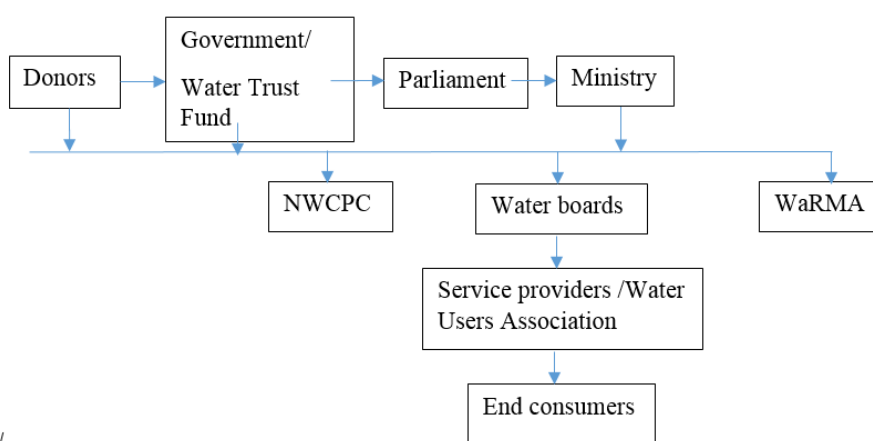 Donors
Government/
Water Trust
Fund
Parliament
Ministry
NWCPC
Water boards
WaRMA
Service providers /Water
Users Association
End consumers